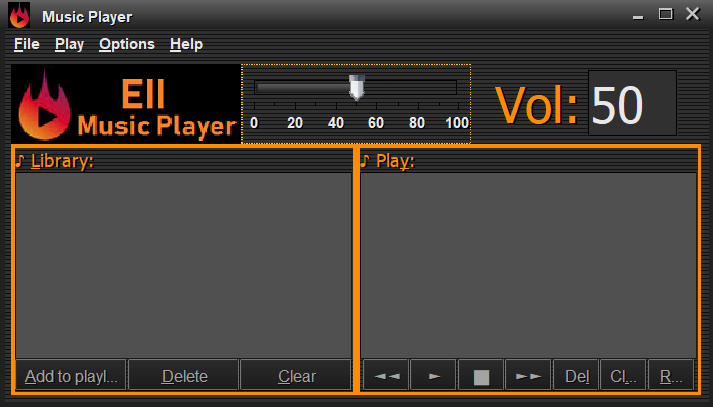 Music Player
File Play Options Help
Ell
Music Player
0 20 40 60 80 100
Vol: 50
♪ Library:
♪ Play:
Add to playl... Delete Clear
◄◄ ► ■ ►► Del Cl... R...